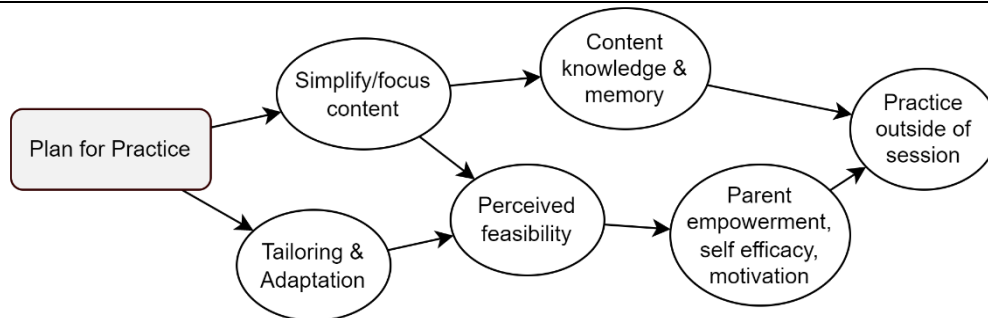 Plan for Practice
Simplify/focus
content
Tailoring &
Adaptation
Content
knowledge &
memory
Perceived
feasibility
Parent
empowerment,
self efficacy,
motivation
Practice
outside of
session